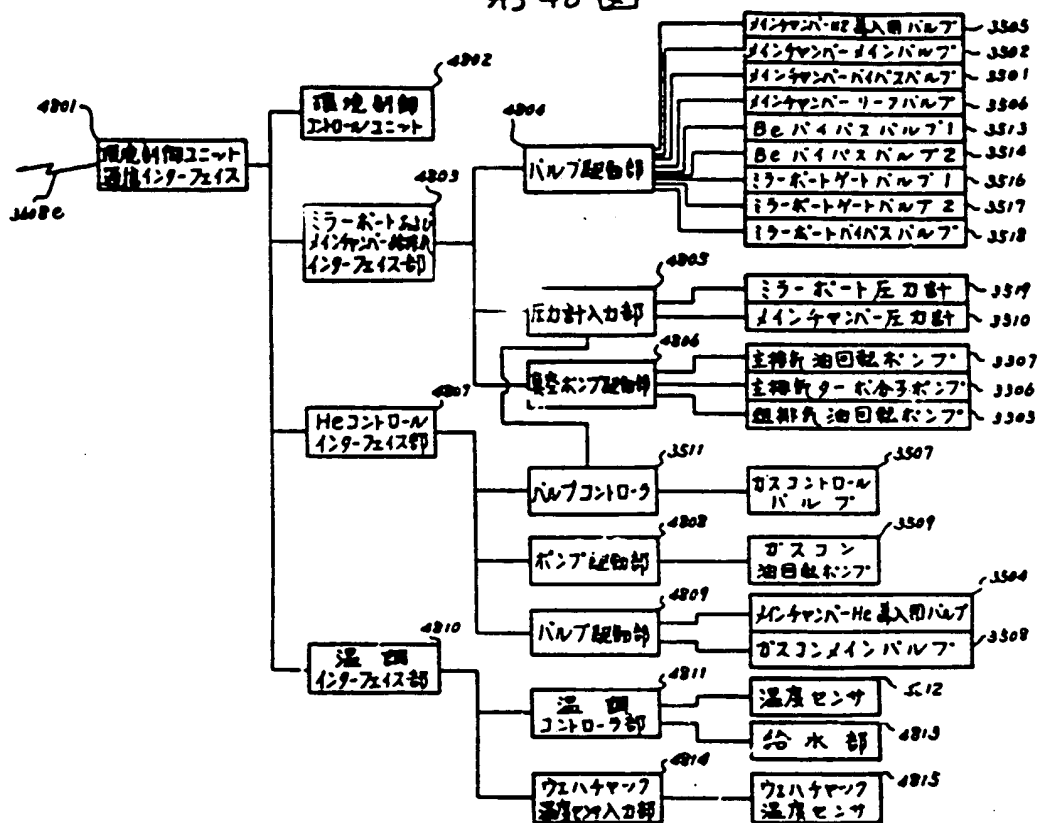 第48図
4801
環境制御ユニット
通信インターフェイス
3608e
4802
環境制御
コントロールユニット
4803
ミラーポートおよび
メインチャンバー給排気
インターフェイス部
4804
バルブ駆動部
メインチャンバーN2導入用バルブ
3505
メインチャンバーメインバルブ
3502
メインチャンバーバイパスバルブ
3501
メインチャンバーリーフバルブ
3506
Beバイパスバルブ1
3513
Beバイパスバルブ2
3514
ミラーポートゲートバルブ1
3516
ミラーポートゲートバルブ2
3517
ミラーポートバイパスバルブ
3518
4805
圧力計入力部
ミラーポート圧力計
3519
メインチャンバー圧力計
3510
4806
真空ポンプ駆動部
主排気油回転ポンプ
3307
主排気ターボ分子ポンプ
3306
粗排気油回転ポンプ
3303
4807
Heコントロール
インターフェイス部
3511
バルブコントローラ
3507
ガスコントロール
バルブ
4808
ポンプ駆動部
3509
ガスコン
油回転ポンプ
4809
バルブ駆動部
3504
メインチャンバーHe導入用バルブ
ガスコンメインバルブ
3508
4810
温調
インターフェイス部
4811
温調
コントローラ部
温度センサ
給水部
4813
4814
ウェハチャック
温度センサ入力部
4815
ウェハチャック
温度センサ